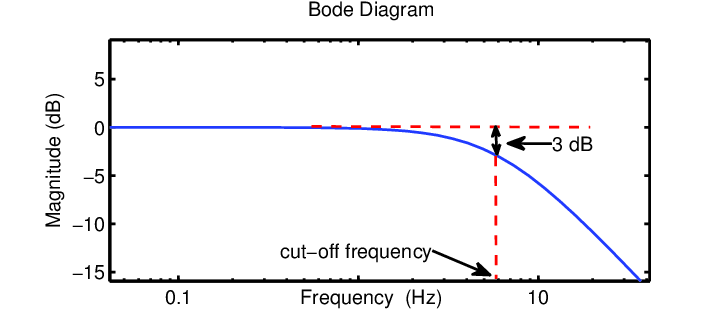 Bode Diagram
Magnitude (dB)
5
0
−5
−10
−15
3 dB
cut−off frequency
0.1
Frequency (Hz)
10